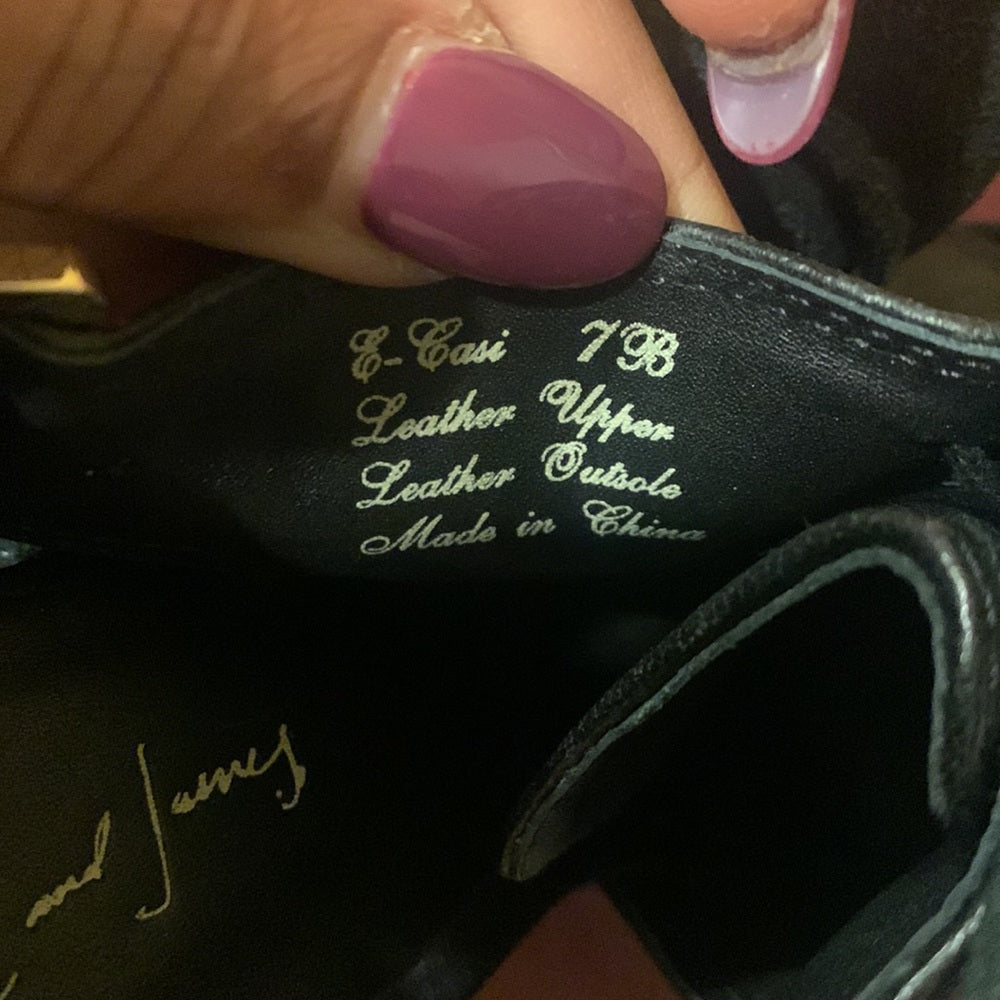 E-Casi 7B
Leather Upper
Leather Outsole
Made in China
and James